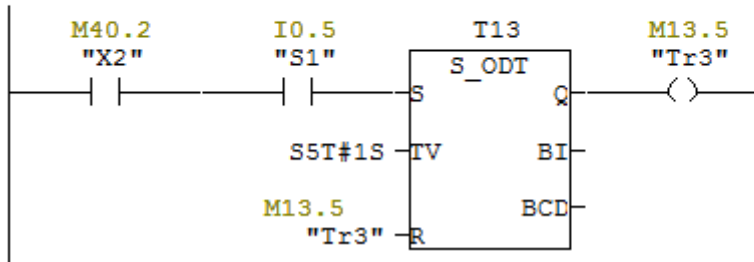 M40.2 I0.5 T13 M13.5
"X2" "S1" S_ODT "Tr3"
S Q
S5T#1S TV BI
M13.5 BCD
"Tr3" R